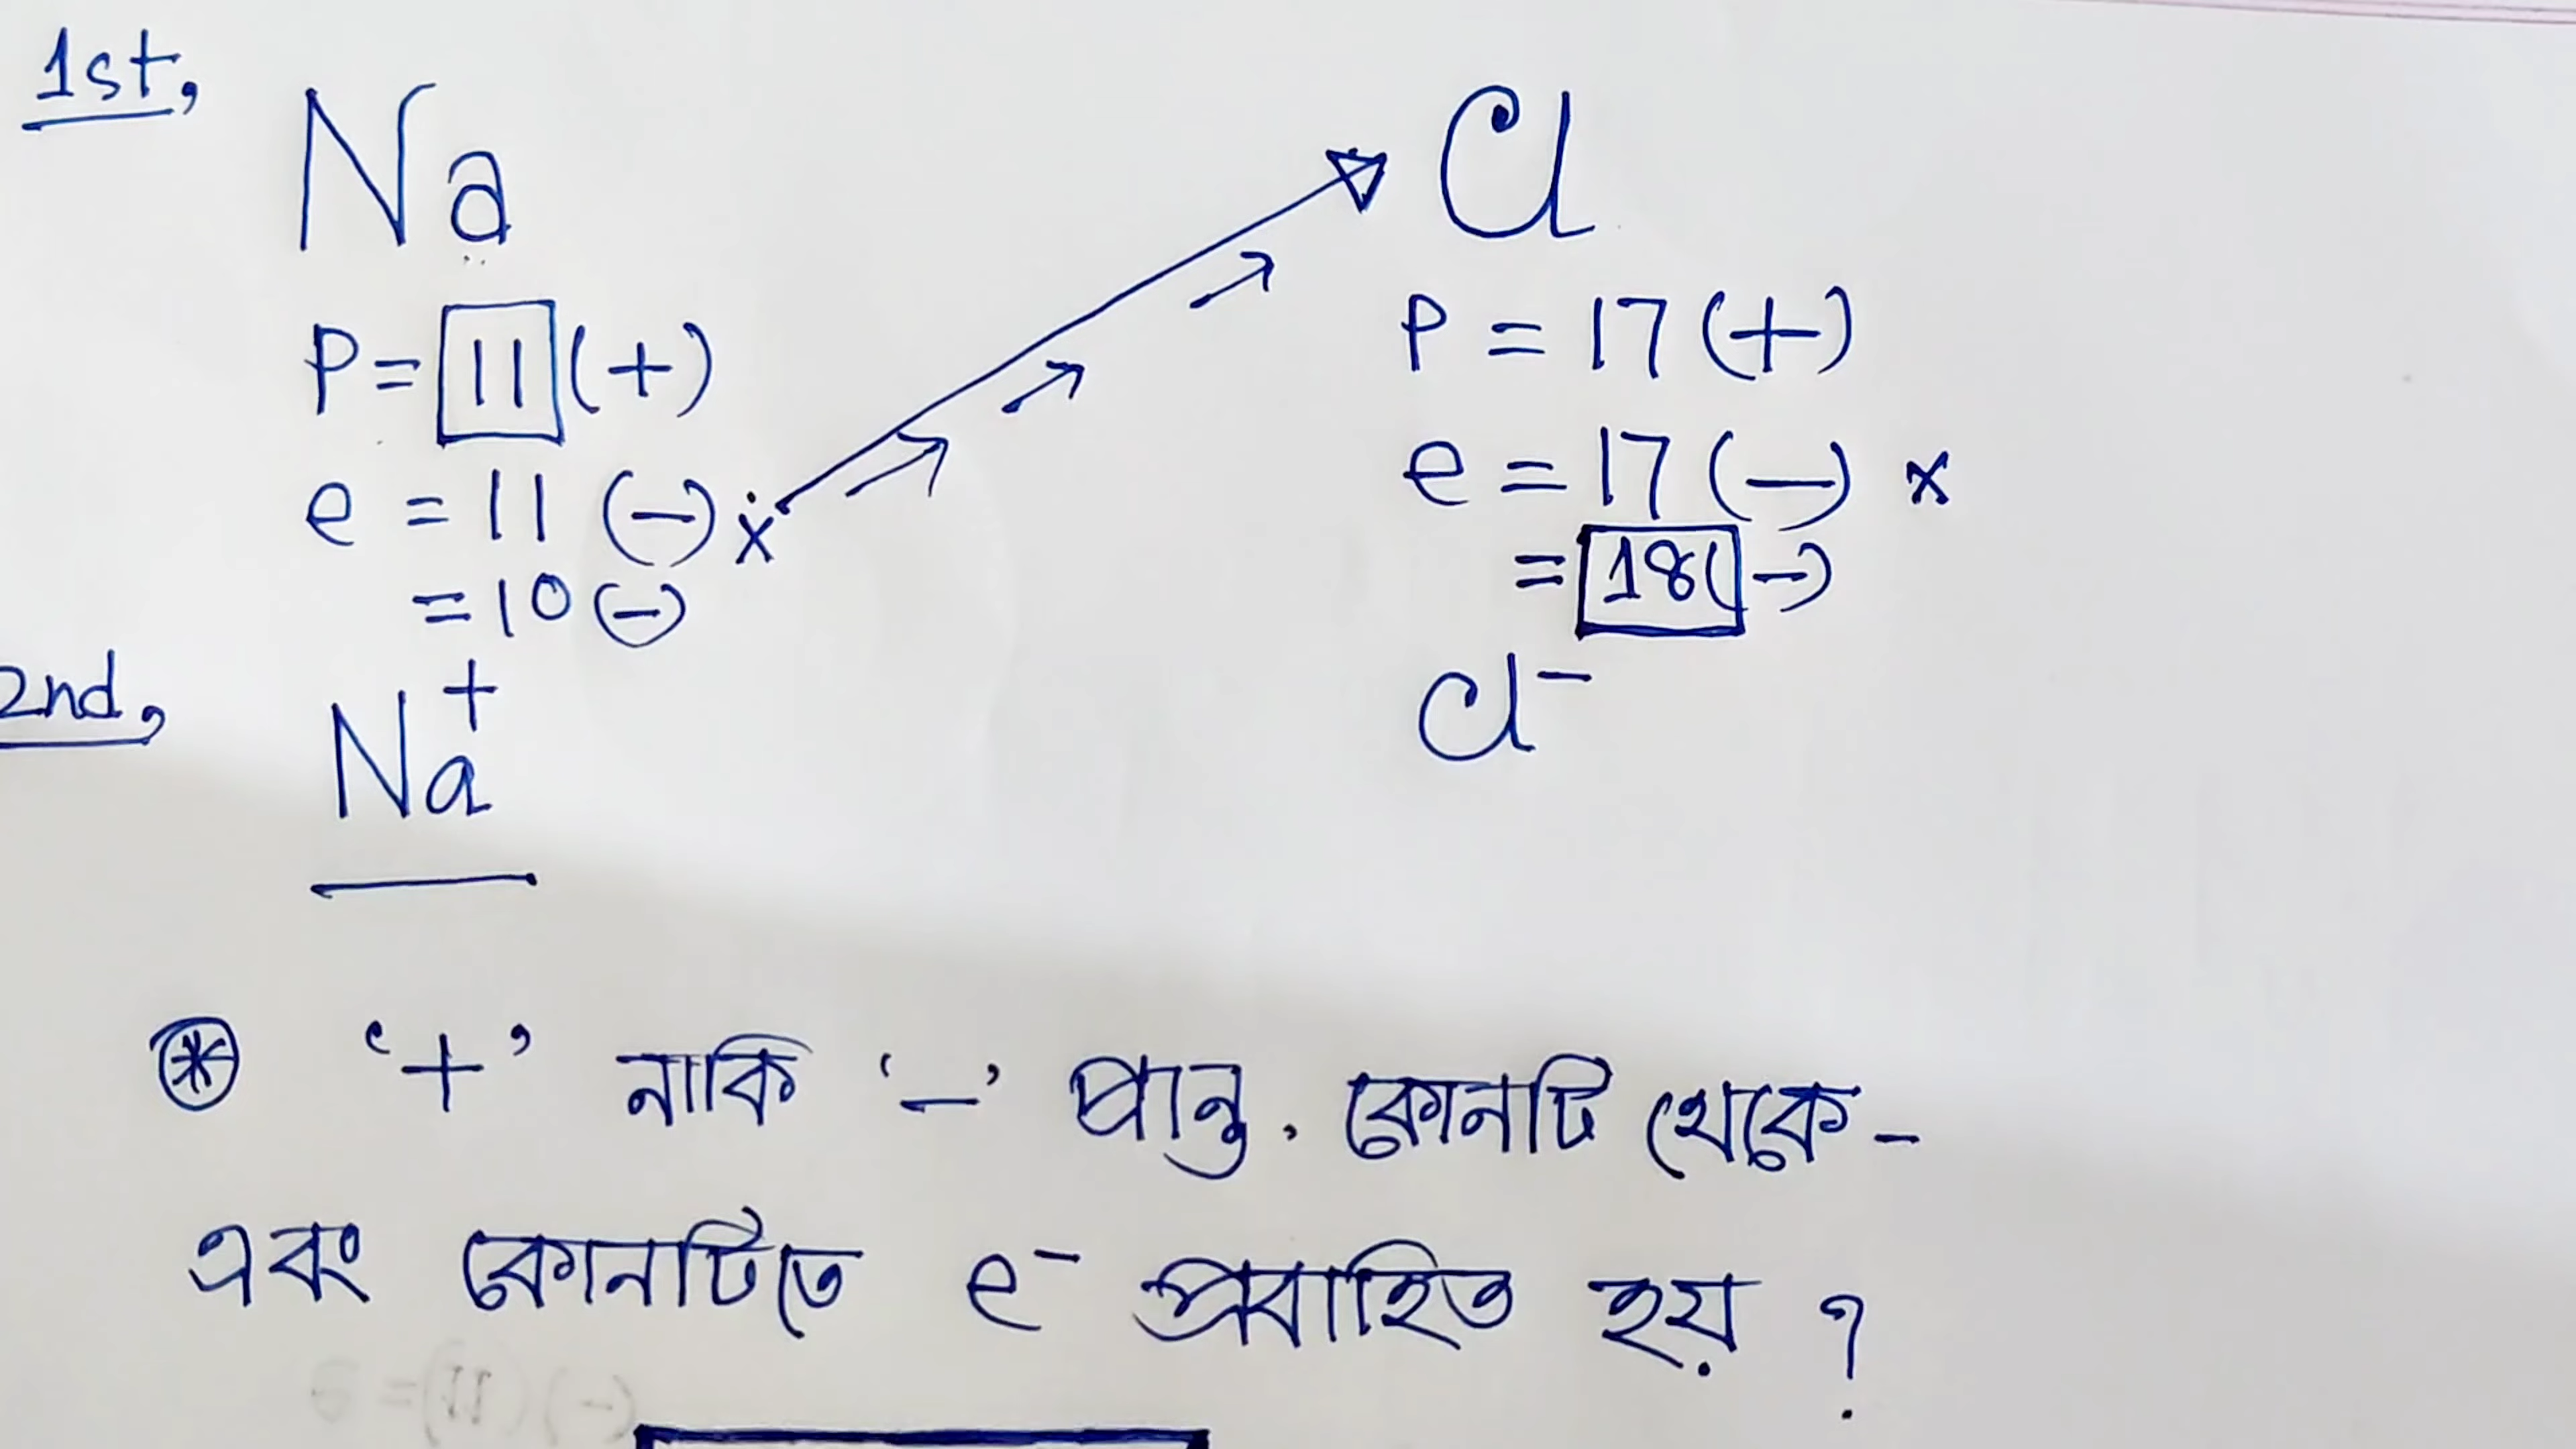 1st,
Na
Cl
P = 11 (+)
P = 17 (+)
e = 11 (-) x
e = 17 (-) x
= 10 (-)
= 18 (-)
2nd,
Na⁺
Cl⁻
⊛ '+' নাকি '-' প্রান্ত, কোনটি থেকে -
এবং কোনটিতে e⁻ প্রবাহিত হয় ?